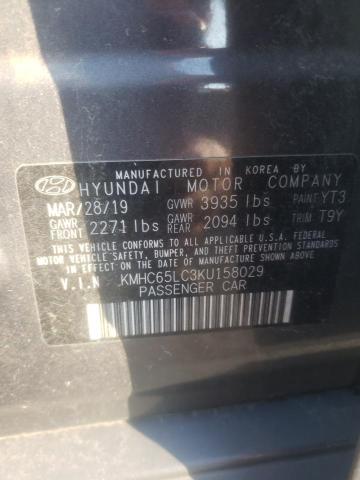 MANUFACTURED IN KOREA BY
HYUNDAI MOTOR COMPANY
MAR/28/19 GVWR 3935 lbs PAINT YT3
GAWR FRONT 2271 lbs GAWR REAR 2094 lbs TRIM T9Y
THIS VEHICLE CONFORMS TO ALL APPLICABLE U.S.A. FEDERAL
MOTOR VEHICLE SAFETY, BUMPER, AND THEFT PREVENTION
STANDARDS IN EFFECT ON THE DATE OF MANUFACTURE SHOWN ABOVE.
V.I.N KMHC65LC3KU158029
PASSENGER CAR